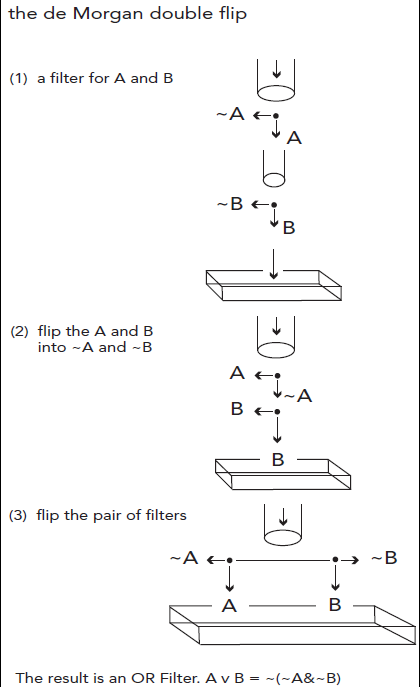 the de Morgan double flip
(1) a filter for A and B
~A
A
~B
B
(2) flip the A and B
into ~A and ~B
A
~A
B
B
(3) flip the pair of filters
~A ~B
A B
The result is an OR Filter. A v B = ~(~A&~B)